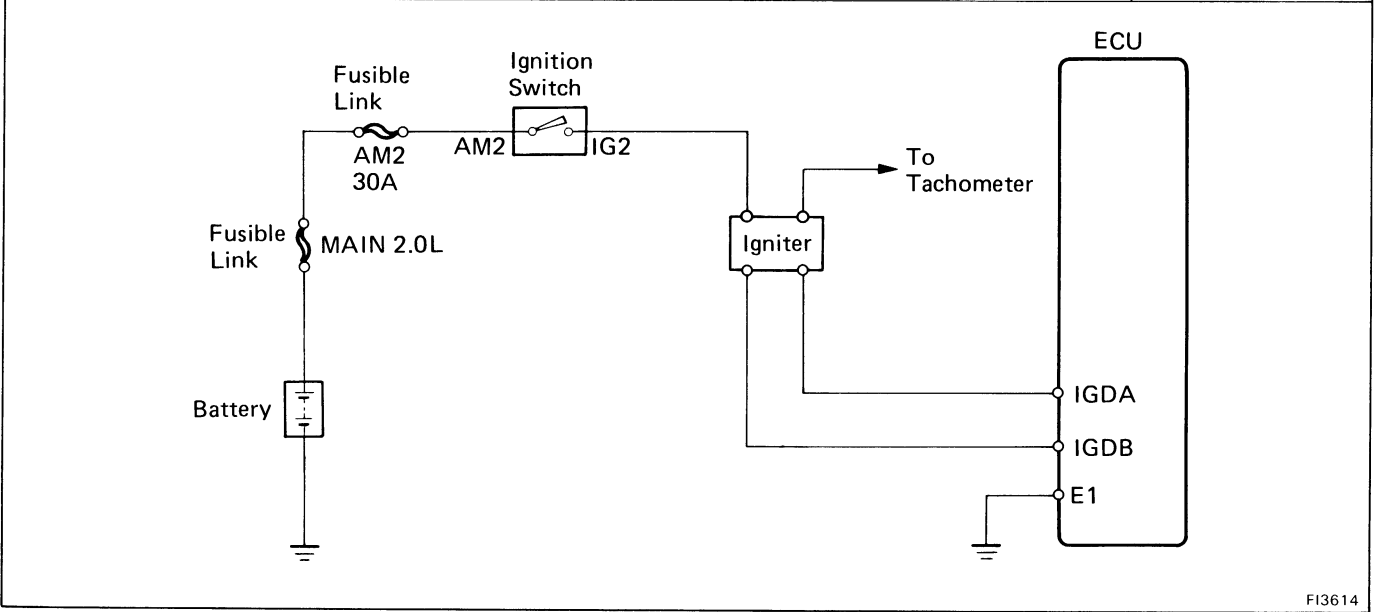 ECU
Ignition
Switch
Fusible
Link
AM2
30A
AM2
IG2
To
Tachometer
Fusible
Link
MAIN 2.0L
Igniter
Battery
IGDA
IGDB
E1
FI3614